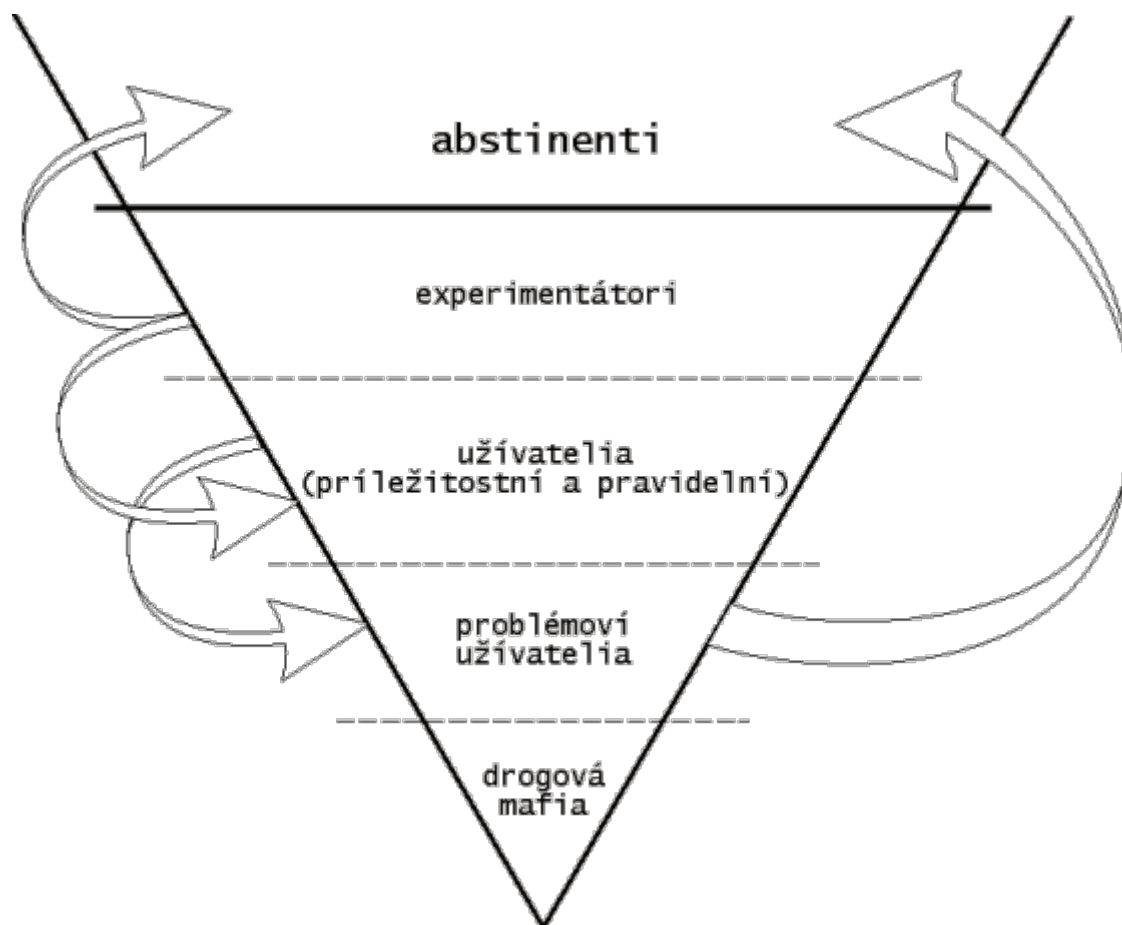 abstinenti
experimentátori
užívatelia
(príležitostní a pravidelní)
problémoví
užívatelia
drogová
mafia